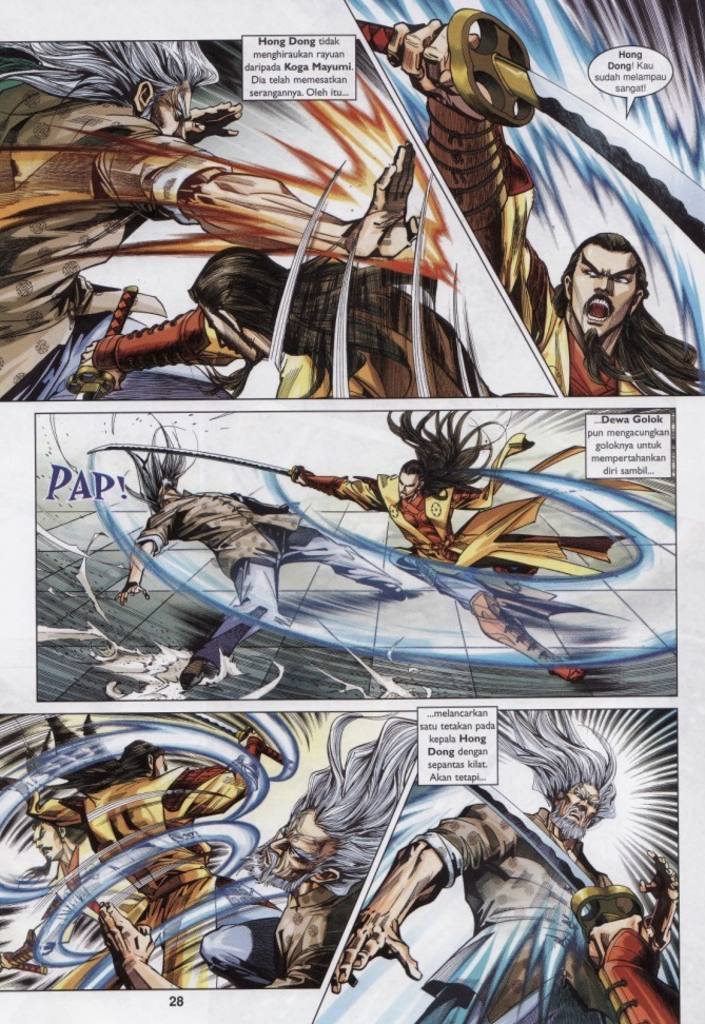 Hong Dong tidak
menghiraukan rayuan
daripada Koga Mayumi.
Dia telah memesatkan
serangannya. Oleh itu...
Hong
Dong! Kau
sudah melampau
sangat!
PAP!
...Dewa Golok
pun mengacungkan
goloknya untuk
mempertahankan
diri sambil...
...melancarkan
satu tetakan pada
kepala Hong
Dong dengan
sepantas kilat.
Akan tetapi...
28